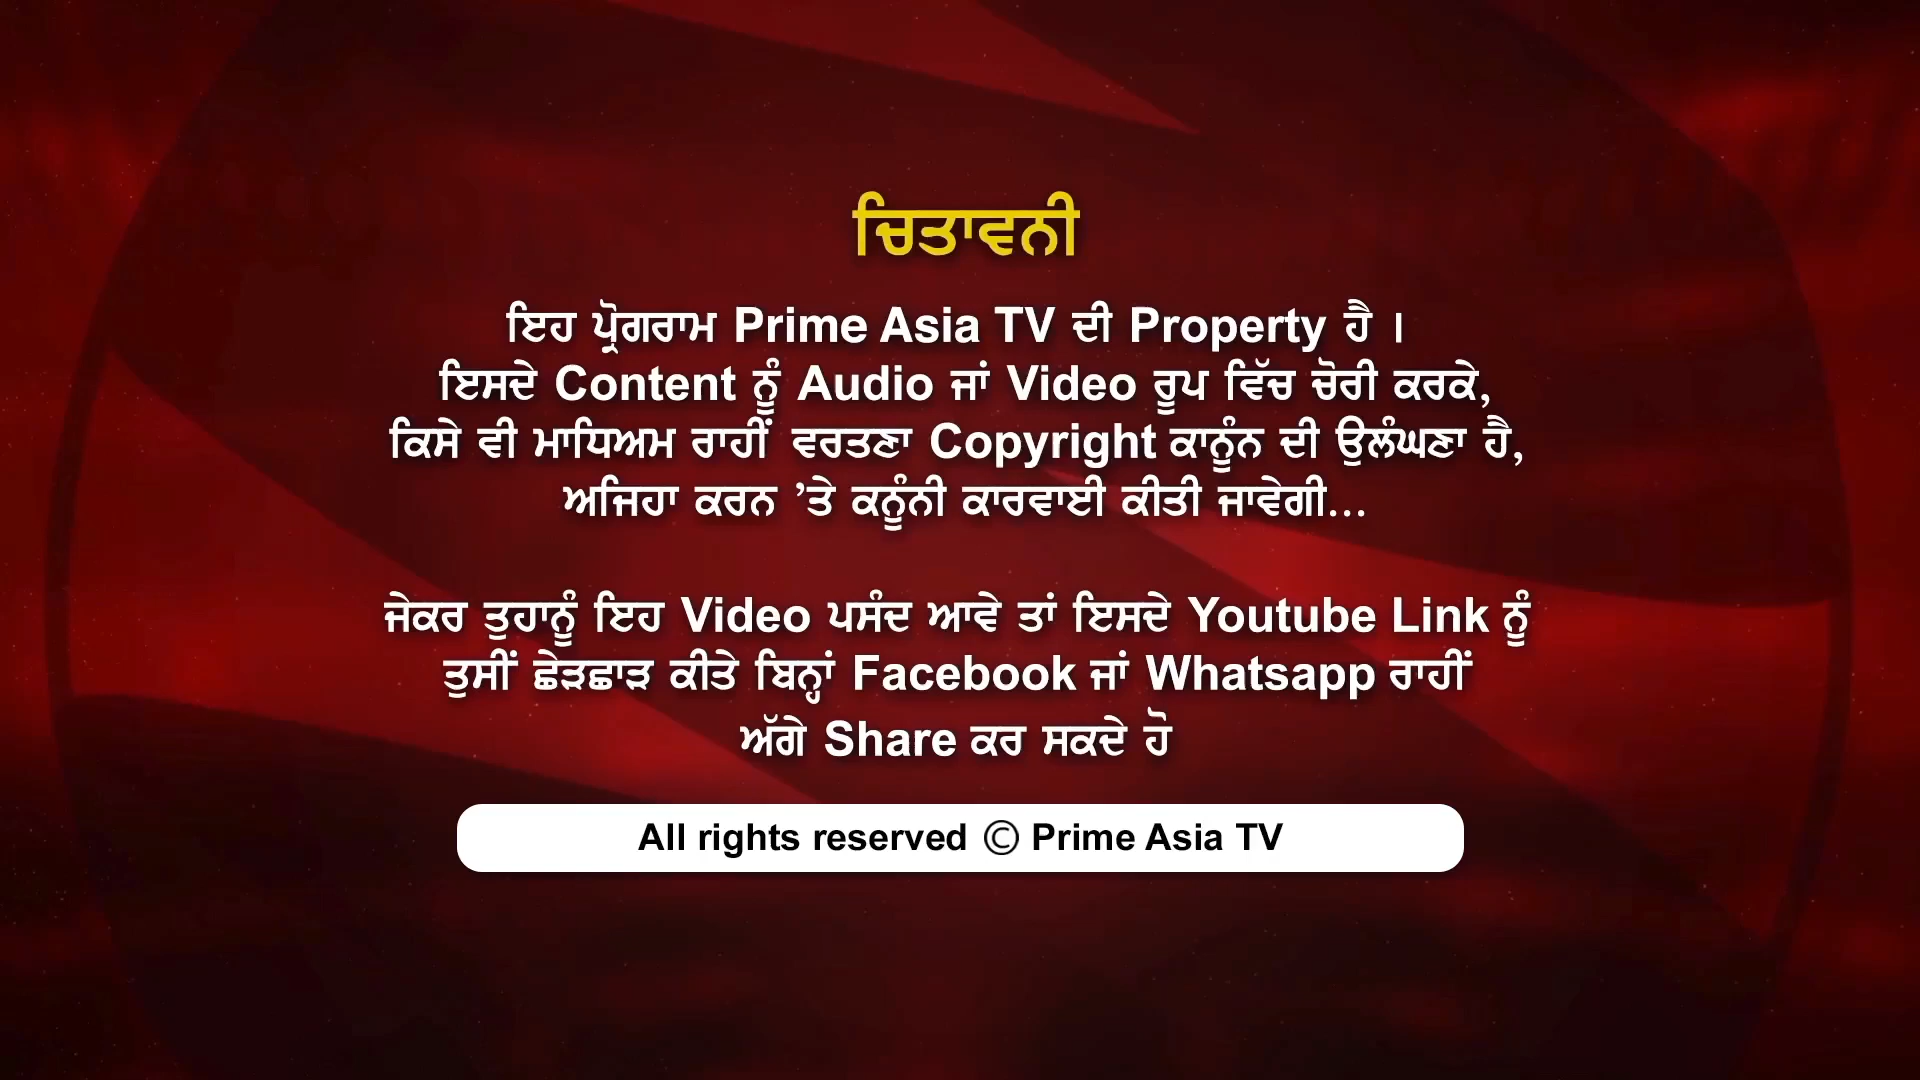 ਚਿਤਾਵਨੀ
ਇਹ ਪ੍ਰੋਗਰਾਮ Prime Asia TV ਦੀ Property ਹੈ ।
ਇਸਦੇ Content ਨੂੰ Audio ਜਾਂ Video ਰੂਪ ਵਿੱਚ ਚੋਰੀ ਕਰਕੇ,
ਕਿਸੇ ਵੀ ਮਾਧਿਅਮ ਰਾਹੀਂ ਵਰਤਣਾ Copyright ਕਾਨੂੰਨ ਦੀ ਉਲੰਘਣਾ ਹੈ,
ਅਜਿਹਾ ਕਰਨ ’ਤੇ ਕਨੂੰਨੀ ਕਾਰਵਾਈ ਕੀਤੀ ਜਾਵੇਗੀ...
ਜੇਕਰ ਤੁਹਾਨੂੰ ਇਹ Video ਪਸੰਦ ਆਵੇ ਤਾਂ ਇਸਦੇ Youtube Link ਨੂੰ
ਤੁਸੀਂ ਛੇੜਛਾੜ ਕੀਤੇ ਬਿਨ੍ਹਾਂ Facebook ਜਾਂ Whatsapp ਰਾਹੀਂ
ਅੱਗੇ Share ਕਰ ਸਕਦੇ ਹੋ
All rights reserved © Prime Asia TV